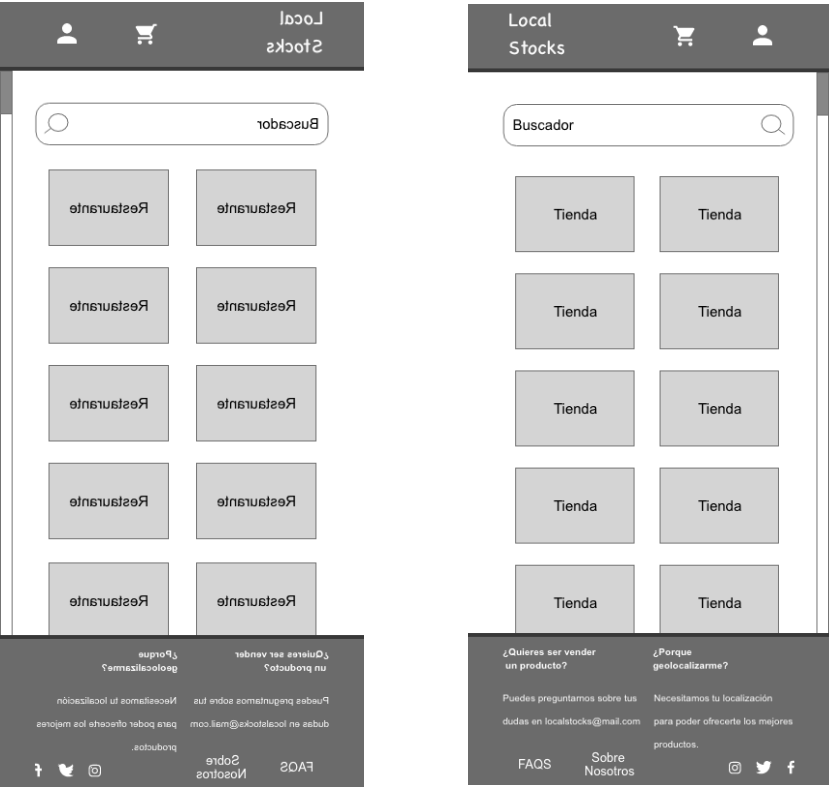 Local
Stocks
Buscador
Restaurante Restaurante
Restaurante Restaurante
Restaurante Restaurante
Restaurante Restaurante
Restaurante Restaurante
¿Quieres ser vender
un producto?
Puedes preguntarnos sobre tus
dudas en localstocks@mail.com
¿Porque
geolocalizarme?
Necesitamos tu localización
para poder ofrecerte los mejores
productos.
FAQS
Sobre
Nosotros
Local
Stocks
Buscador
Tienda Tienda
Tienda Tienda
Tienda Tienda
Tienda Tienda
Tienda Tienda
¿Quieres ser vender
un producto?
Puedes preguntarnos sobre tus
dudas en localstocks@mail.com
¿Porque
geolocalizarme?
Necesitamos tu localización
para poder ofrecerte los mejores
productos.
FAQS
Sobre
Nosotros